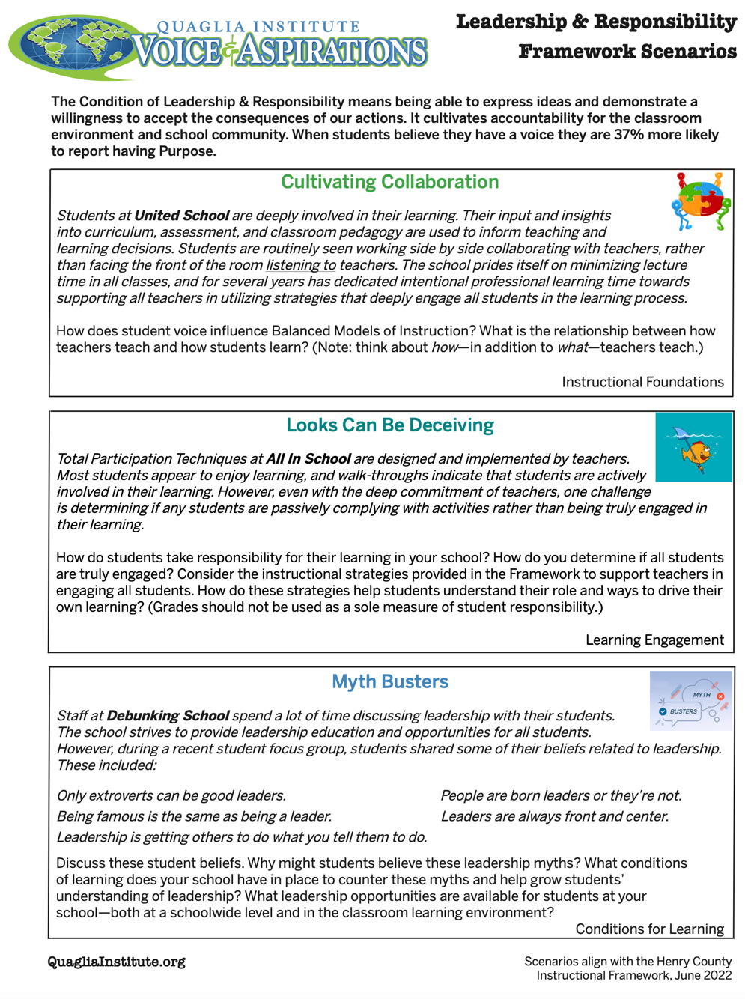 QUAGLIA INSTITUTE
VOICE & ASPIRATIONS
Leadership & Responsibility
Framework Scenarios
The Condition of Leadership & Responsibility means being able to express ideas and demonstrate a
willingness to accept the consequences of our actions. It cultivates accountability for the classroom
environment and school community. When students believe they have a voice they are 37% more likely
to report having Purpose.
Cultivating Collaboration
Students at United School are deeply involved in their learning. Their input and insights
into curriculum, assessment, and classroom pedagogy are used to inform teaching and
learning decisions. Students are routinely seen working side by side collaborating with teachers, rather
than facing the front of the room listening to teachers. The school prides itself on minimizing lecture
time in all classes, and for several years has dedicated intentional professional learning time towards
supporting all teachers in utilizing strategies that deeply engage all students in the learning process.
How does student voice influence Balanced Models of Instruction? What is the relationship between how
teachers teach and how students learn? (Note: think about how—in addition to what—teachers teach.)
Instructional Foundations
Looks Can Be Deceiving
Total Participation Techniques at All In School are designed and implemented by teachers.
Most students appear to enjoy learning, and walk-throughs indicate that students are actively
involved in their learning. However, even with the deep commitment of teachers, one challenge
is determining if any students are passively complying with activities rather than being truly engaged in
their learning.
How do students take responsibility for their learning in your school? How do you determine if all students
are truly engaged? Consider the instructional strategies provided in the Framework to support teachers in
engaging all students. How do these strategies help students understand their role and ways to drive their
own learning? (Grades should not be used as a sole measure of student responsibility.)
Learning Engagement
Myth Busters
MYTH
BUSTERS
Staff at Debunking School spend a lot of time discussing leadership with their students.
The school strives to provide leadership education and opportunities for all students.
However, during a recent student focus group, students shared some of their beliefs related to leadership.
These included:
Only extroverts can be good leaders.
People are born leaders or they're not.
Being famous is the same as being a leader.
Leaders are always front and center.
Leadership is getting others to do what you tell them to do.
Discuss these student beliefs. Why might students believe these leadership myths? What conditions
of learning does your school have in place to counter these myths and help grow students'
understanding of leadership? What leadership opportunities are available for students at your
school—both at a schoolwide level and in the classroom learning environment?
Conditions for Learning
QuagliaInstitute.org
Scenarios align with the Henry County
Instructional Framework, June 2022